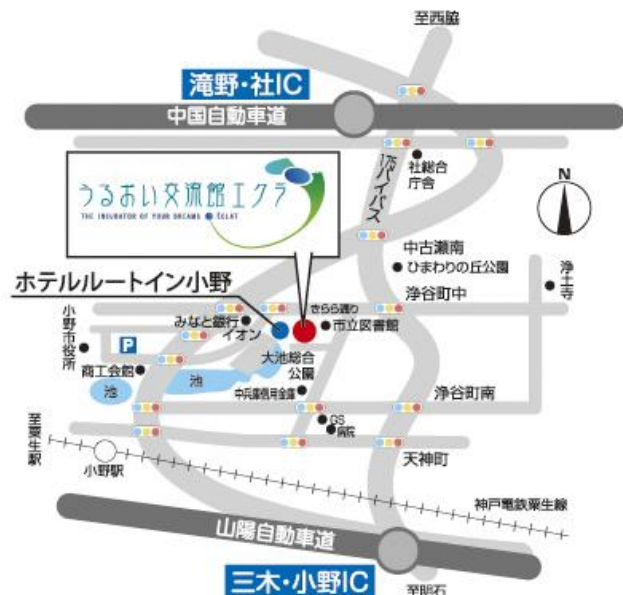 至西脇
滝野・社IC
中国自動車道
175バイパス
社総合
庁舎
うるおい交流館エクラ
THE INCUBATOR OF YOUR DREAMS ÉCLAT
N
中古瀬南
ひまわりの丘公園
浄土寺
ホテルルートイン小野
きらら通り
浄谷町中
みなと銀行
イオン
市立図書館
小野市
役所
P
商工会館
池
池
大池総合
公園
中兵庫信用金庫
浄谷町南
GS
病院
至粟生駅
小野駅
天神町
神戸電鉄粟生線
山陽自動車道
三木・小野IC
至明石